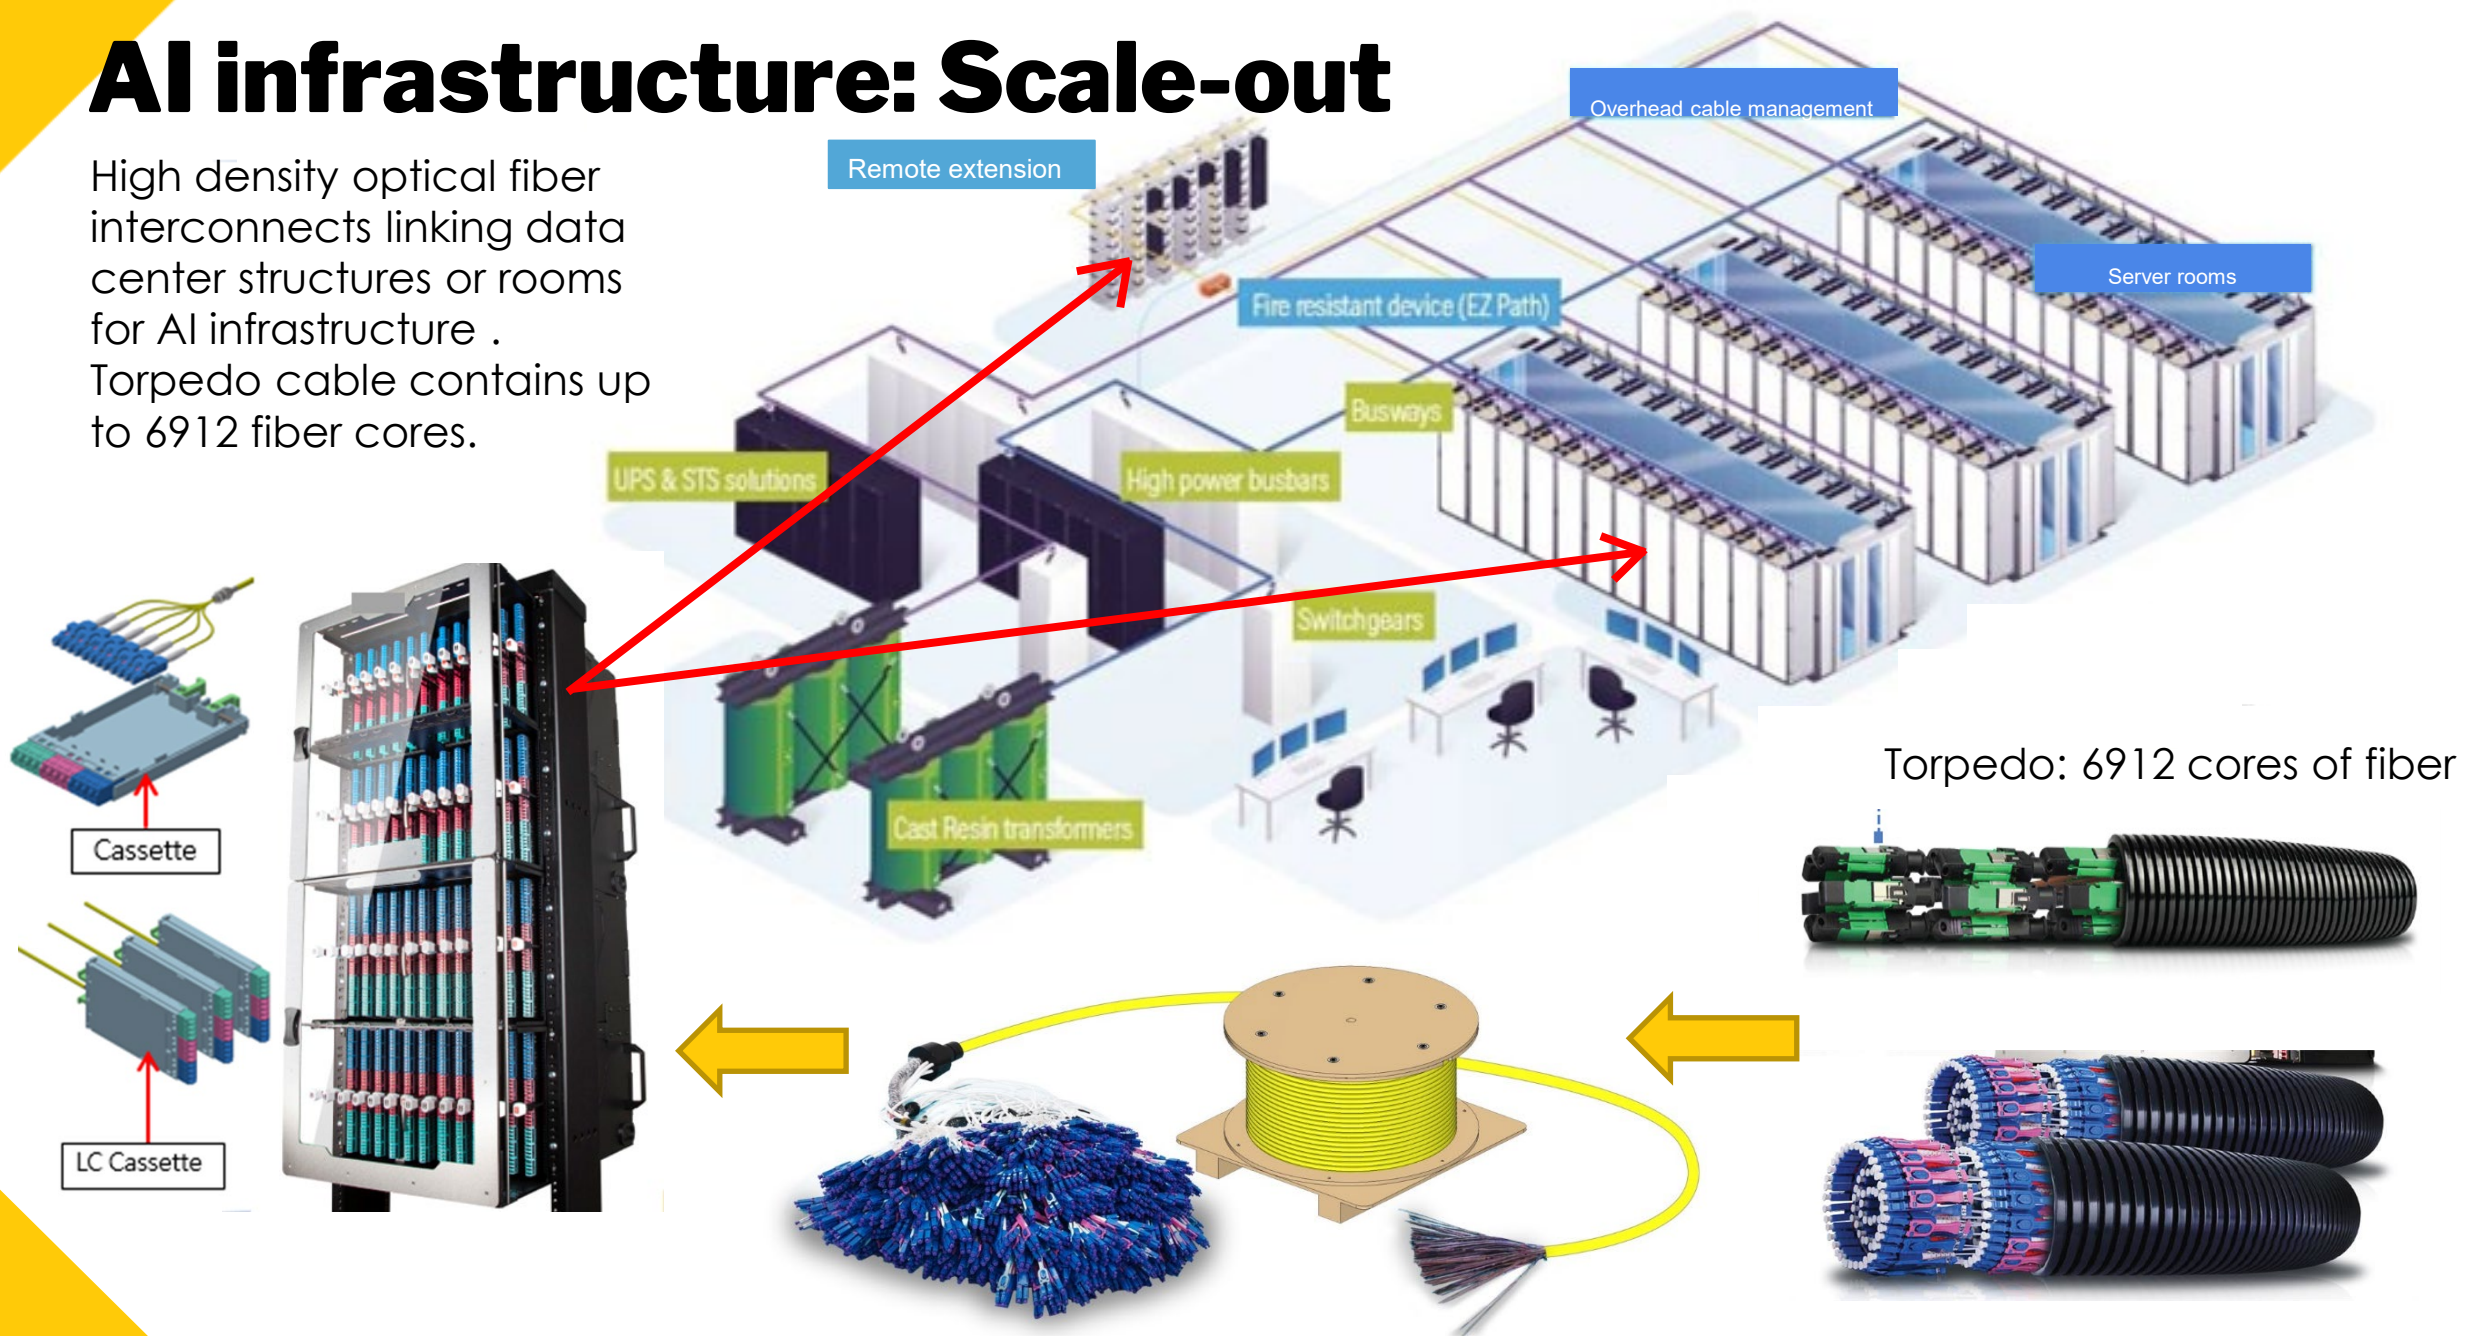 AI infrastructure: Scale-out
High density optical fiber
interconnects linking data
center structures or rooms
for AI infrastructure .
Torpedo cable contains up
to 6912 fiber cores.
Overhead cable management
Remote extension
Server rooms
Fire resistant device (EZ Path)
Busways
UPS & STS solutions
High power busbars
Switchgears
Cast Resin transformers
Cassette
LC Cassette
Torpedo: 6912 cores of fiber